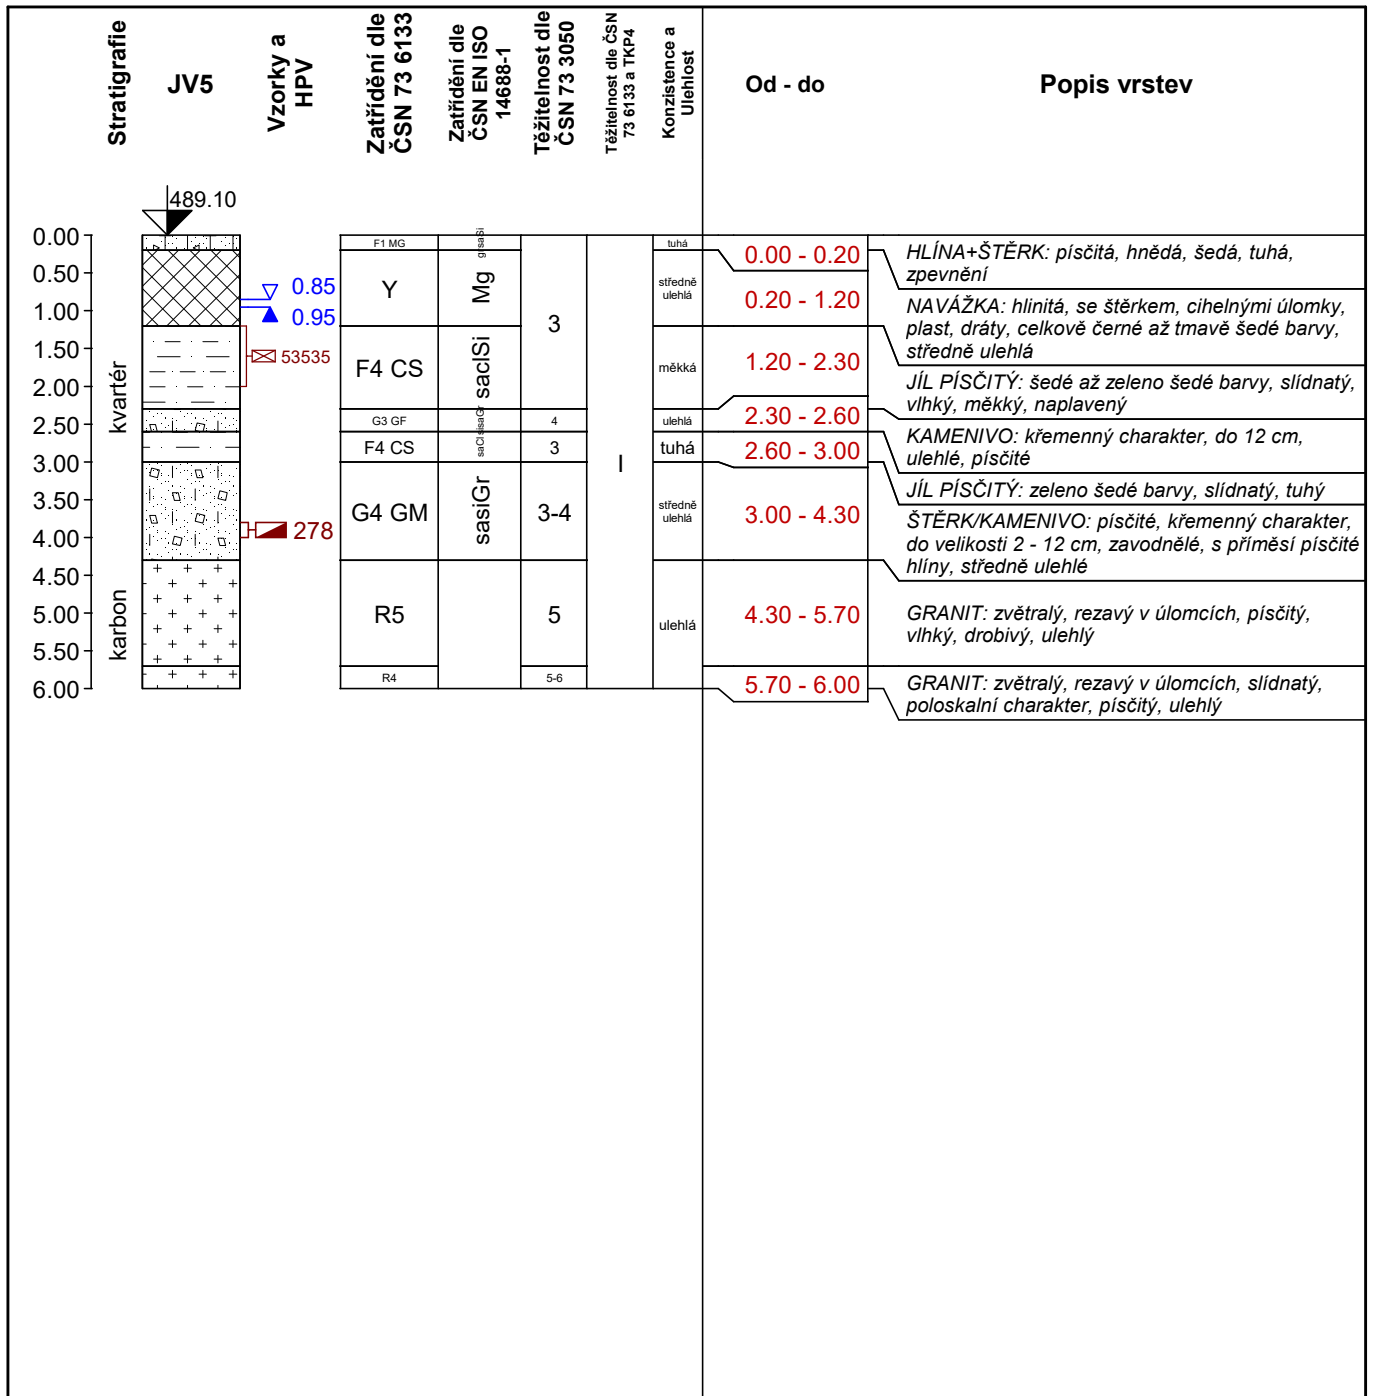 Stratigrafie
JV5
Vzorky a
HPV
Zatřídění dle
ČSN 73 6133
Zatřídění dle
ČSN EN ISO
14688-1
Těžitelnost dle
ČSN 73 3050
Těžitelnost dle ČSN
73 6133 a TKP4
Konzistence a
Ulehlost
Od - do
Popis vrstev
489.10
0.00
0.50
1.00
1.50
2.00
2.50
3.00
3.50
4.00
4.50
5.00
5.50
6.00
kvartér
karbon
0.85
0.95
53535
278
F1 MG
Y
F4 CS
G3 GF
F4 CS
G4 GM
R5
R4
grsaSi
Mg
saclSi
sisaGr
saCl
sasiGr
3
4
3
3-4
5
5-6
I
tuhá
středně
ulehlá
měkká
ulehlá
tuhá
středně
ulehlá
ulehlá
0.00 - 0.20
HLÍNA+ŠTĚRK: písčitá, hnědá, šedá, tuhá,
zpevnění
0.20 - 1.20
NAVÁŽKA: hlinitá, se štěrkem, cihelnými úlomky,
plast, dráty, celkově černé až tmavě šedé barvy,
středně ulehlá
1.20 - 2.30
JÍL PÍSČITÝ: šedé až zeleno šedé barvy, slídnatý,
vlhký, měkký, naplavený
2.30 - 2.60
KAMENIVO: křemenný charakter, do 12 cm,
ulehlé, písčité
2.60 - 3.00
JÍL PÍSČITÝ: zeleno šedé barvy, slídnatý, tuhý
3.00 - 4.30
ŠTĚRK/KAMENIVO: písčité, křemenný charakter,
do velikosti 2 - 12 cm, zavodnělé, s příměsí písčité
hlíny, středně ulehlé
4.30 - 5.70
GRANIT: zvětralý, rezavý v úlomcích, písčitý,
vlhký, drobivý, ulehlý
5.70 - 6.00
GRANIT: zvětralý, rezavý v úlomcích, slídnatý,
poloskalní charakter, písčitý, ulehlý